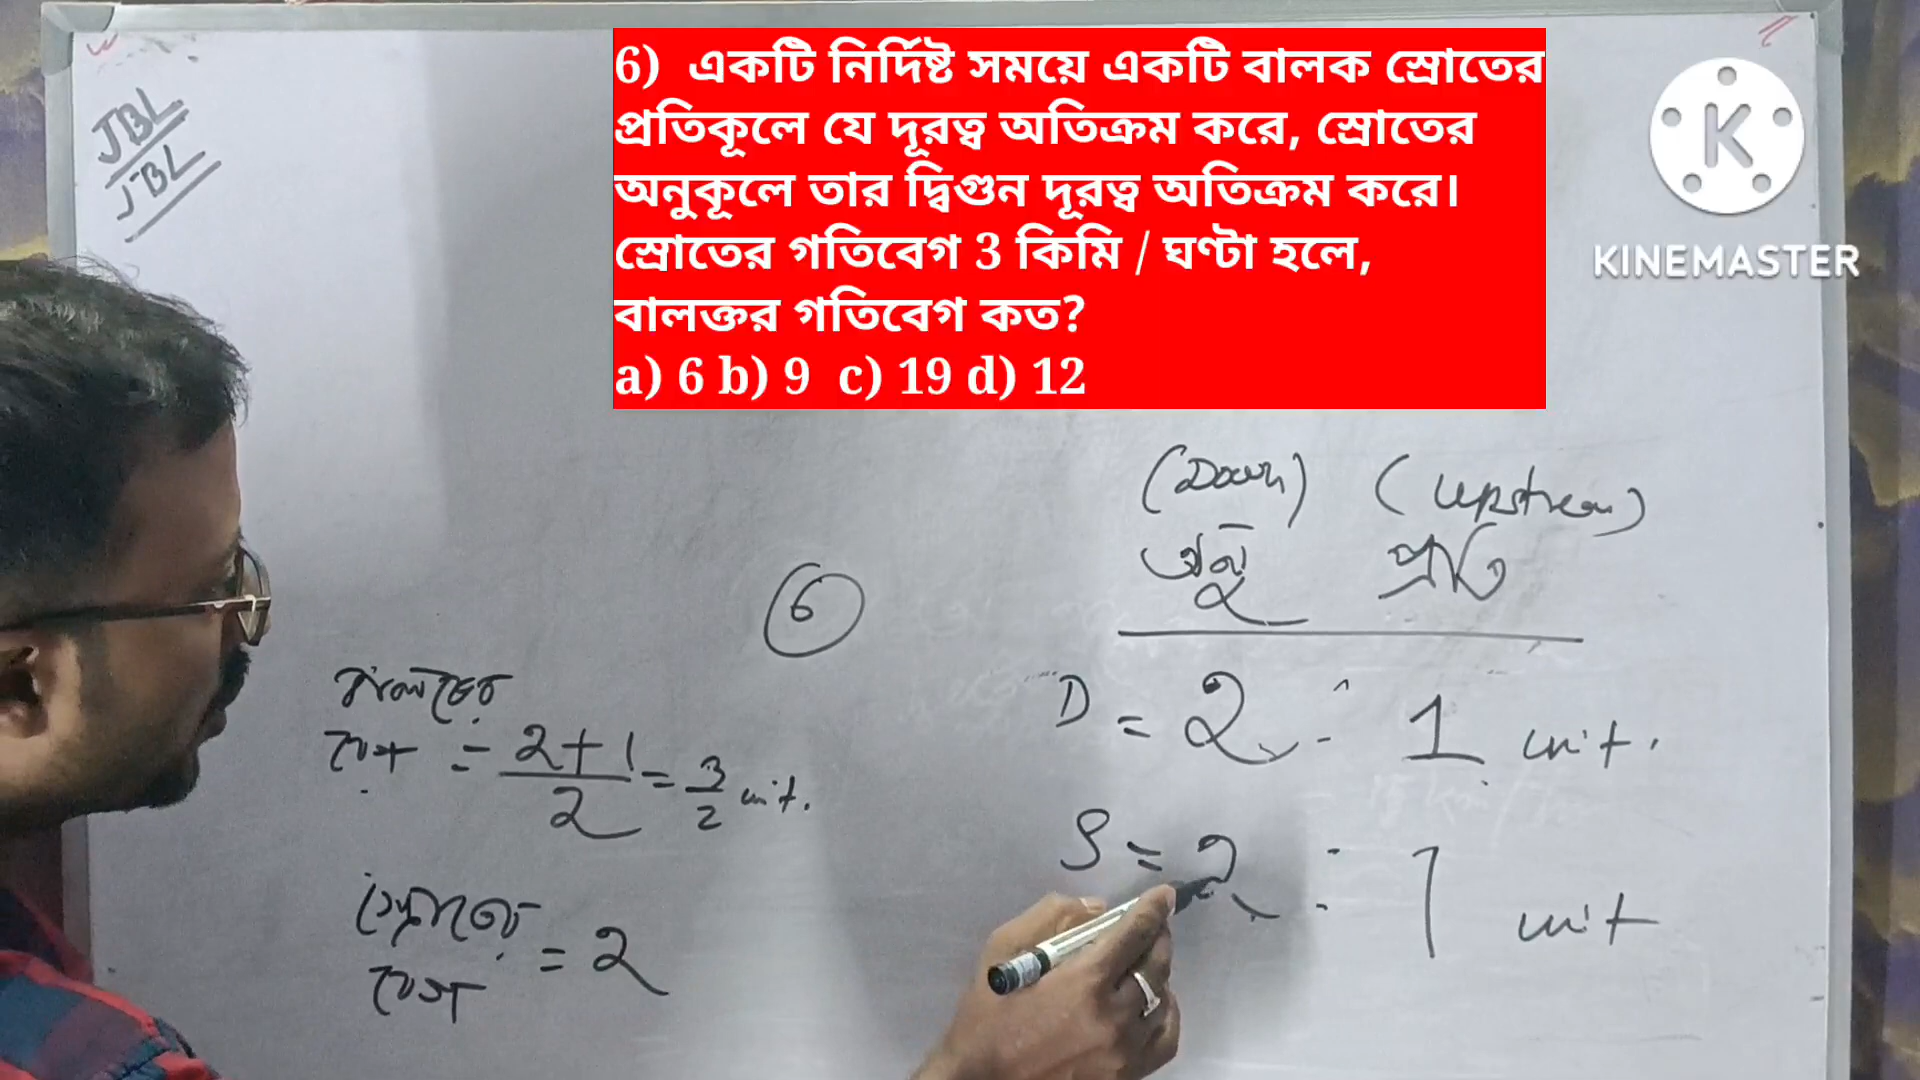 6) একটি নির্দিষ্ট সময়ে একটি বালক স্রোতের
প্রতিকূলে যে দূরত্ব অতিক্রম করে, স্রোতের
অনুকূলে তার দ্বিগুন দূরত্ব অতিক্রম করে।
স্রোতের গতিবেগ 3 কিমি / ঘণ্টা হলে,
বালক্তর গতিবেগ কত?
a) 6 b) 9 c) 19 d) 12
KINEMASTER
JBL
JBL
(Down) (upstream)
অনু প্রতি
6
D = 2 : 1 unit.
S = 2 : 1 unit
বালকের
বেগ = 2+1/2 = 3/2 unit.
স্রোতের
বেগ = 2